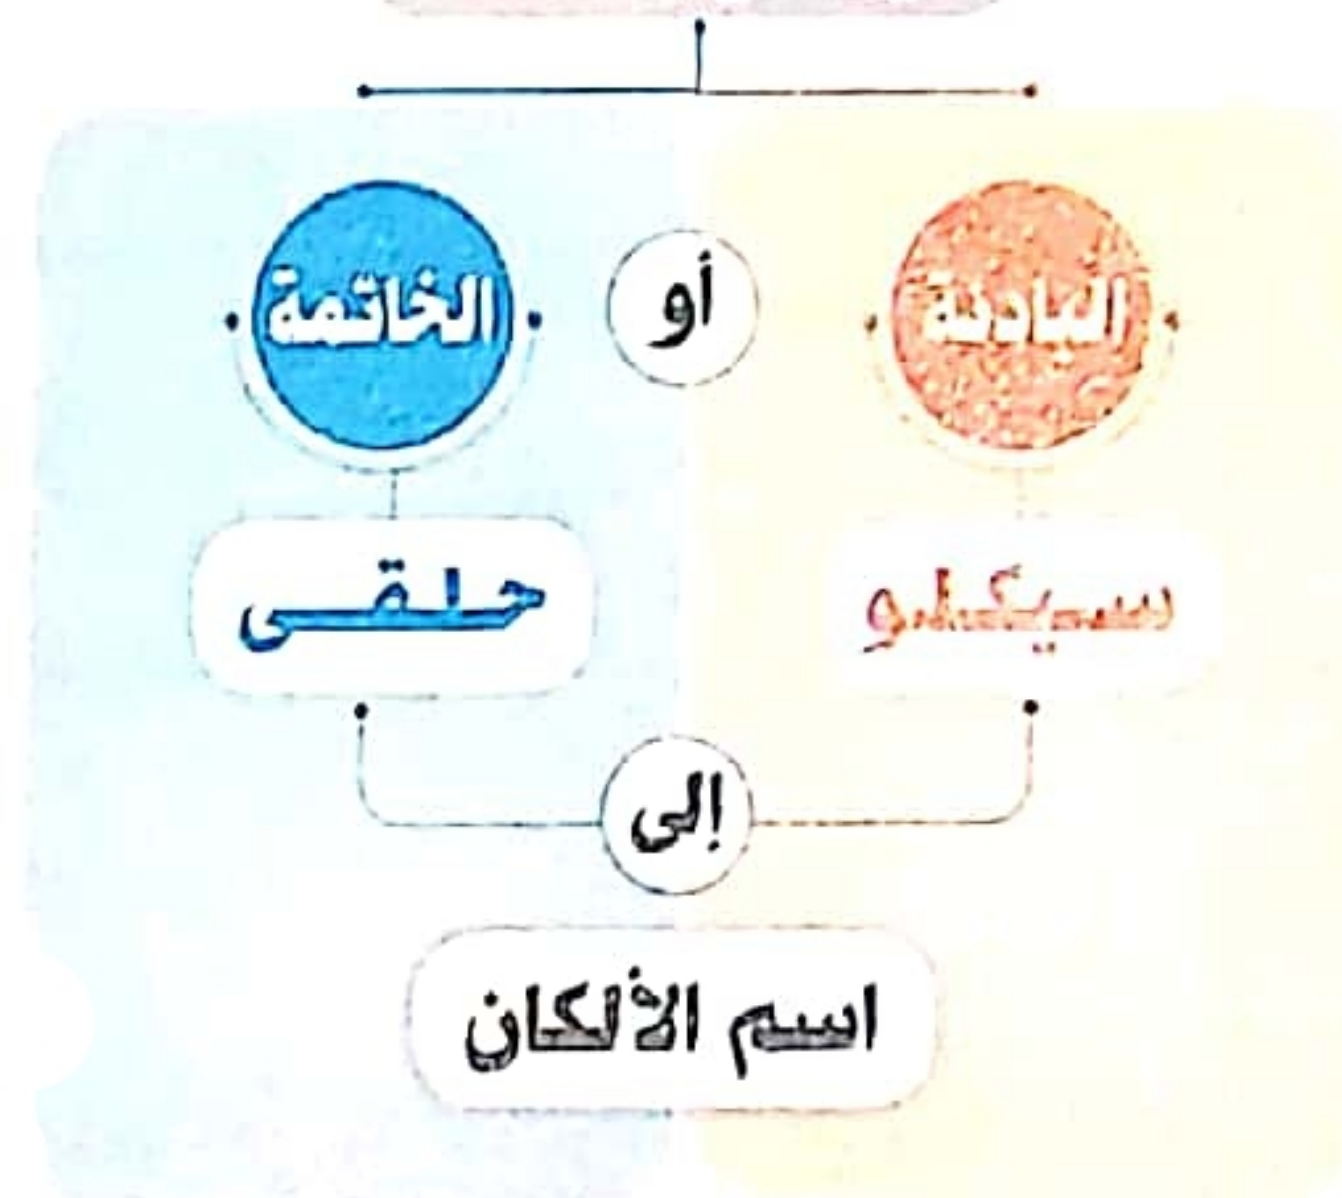 البادئة
أو
الخاتمة
سيكلو
حلقى
إلى
اسم الألكان